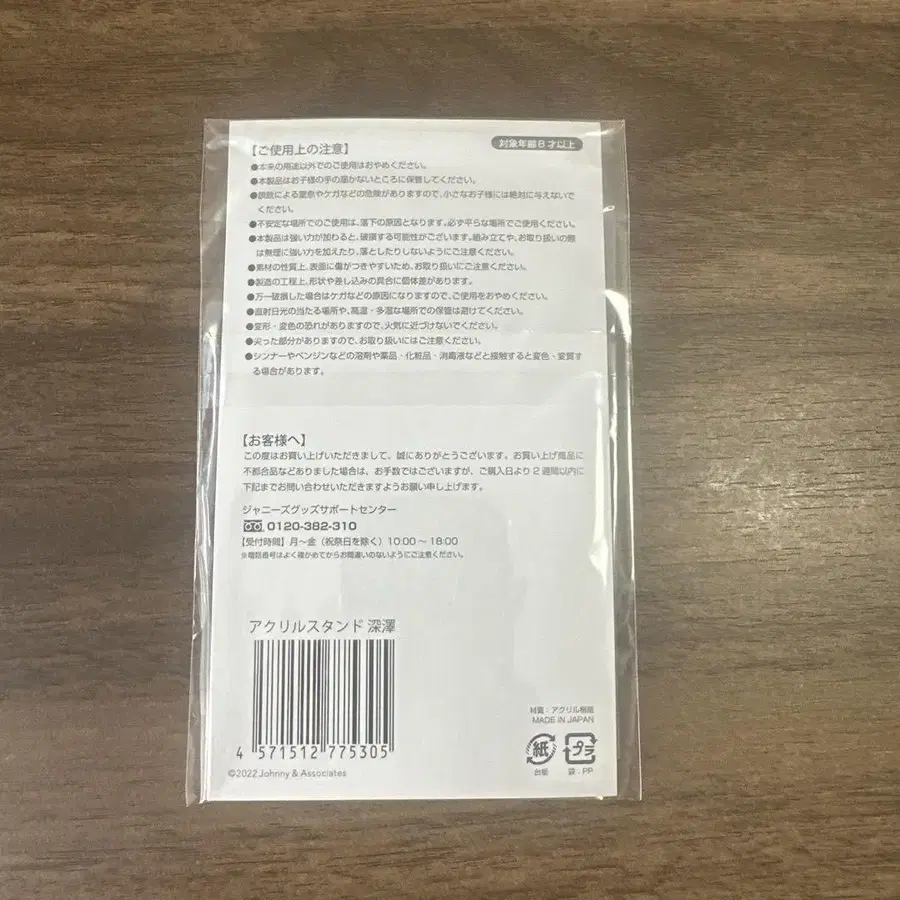 【ご使用上の注意】
対象年齢8才以上
●本来の用途以外でのご使用はおやめください。
●本製品はお子様の手の届かないところに保管してください。
●誤飲による窒息やケガなどの危険がありますので、小さなお子様には絶対に与えないで
ください。
●不安定な場所でのご使用は、落下の原因となります。必ず平らな場所でご使用ください。
●本製品は強い力が加わると、破損する可能性がございます。組み立てや、お取り扱いの際
は無理に強い力を加えたり、落としたりしないようにご注意ください。
●素材の性質上、表面に傷がつきやすいため、お取り扱いにご注意ください。
●製造の工程上、形状や差し込みの具合に個体差があります。
●万一破損した場合はケガなどの原因になりますので、ご使用をおやめください。
●直射日光の当たる場所や、高温・多湿な場所での保管は避けてください。
●変形・変色の恐れがありますので、火気に近づけないでください。
●尖った部分がありますので、お取り扱いにはご注意ください。
●シンナーやベンジンなどの溶剤や薬品・化粧品・消毒液などと接触すると変色、変質す
る場合があります。
【お客様へ】
この度はお買い上げいただきまして、誠にありがとうございます。お買い上げ商品に
不都合品などありました場合は、お手数ではございますが、ご購入日より2週間以内に
下記までお問い合わせいただきますようお願い申し上げます。
ジャニーズグッズサポートセンター
0120-382-310
【受付時間】月～金（祝祭日を除く）10:00～18:00
※電話番号はよく確かめてからお間違いのないようにご注意ください。
アクリルスタンド 深澤
4 571512 775305
©2022 Johnny & Associates
材質：アクリル樹脂
MADE IN JAPAN
紙 プラ
台紙 袋：PP